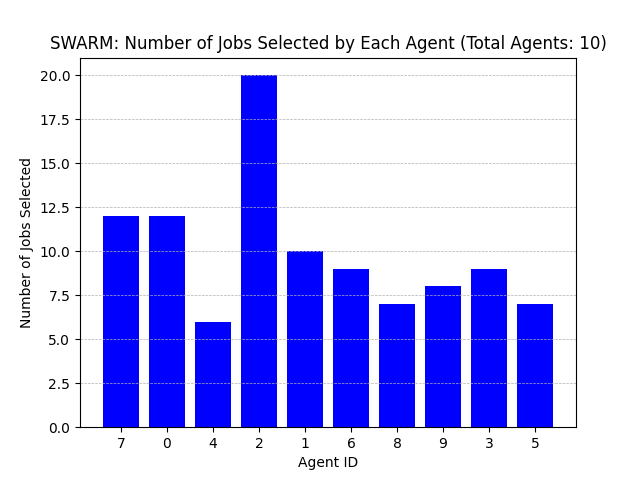 SWARM: Number of Jobs Selected by Each Agent (Total Agents: 10)
Number of Jobs Selected
20.0
17.5
15.0
12.5
10.0
7.5
5.0
2.5
0.0
7 0 4 2 1 6 8 9 3 5
Agent ID